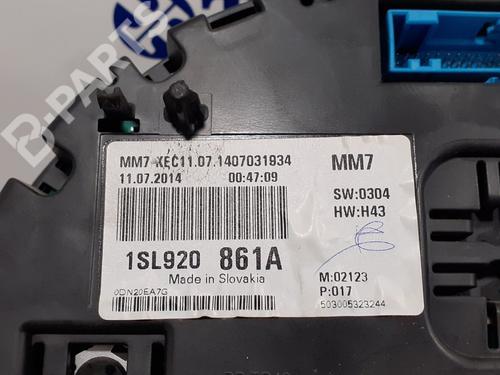 B-PARTS
MM7-XEC11.07.1407031934
11.07.2014 00:47:09
MM7
SW:0304
HW:H43
1SL920 861A
Made in Slovakia
0DN20EA7G
M:02123
P:017
503005323244